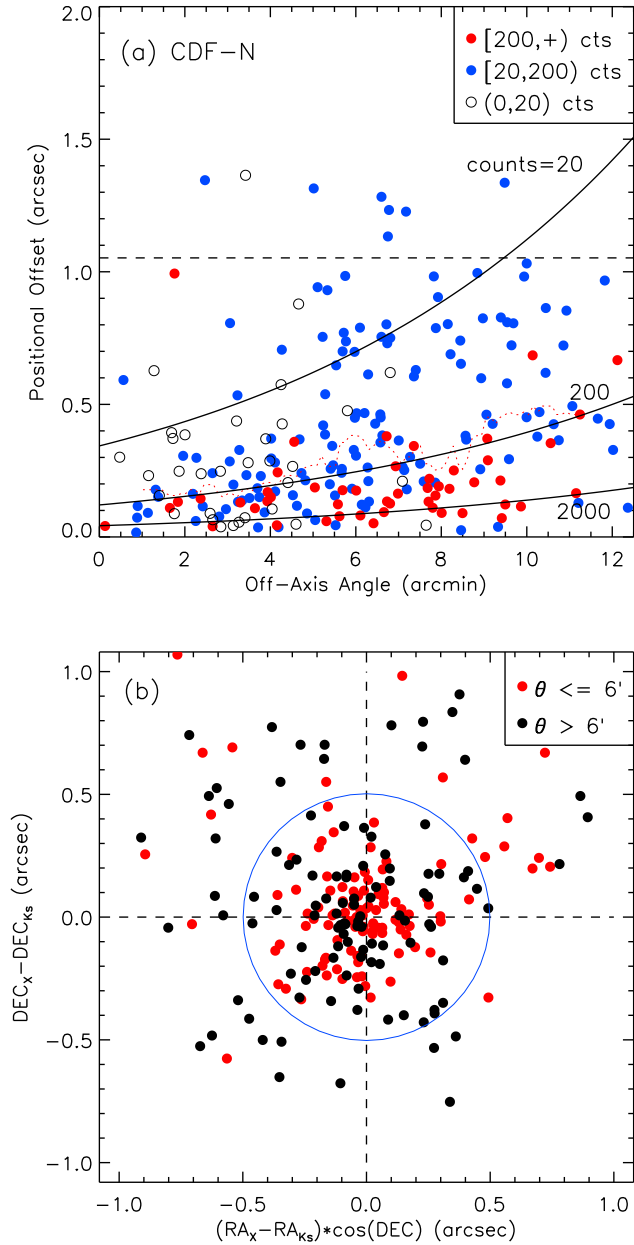 2.0
1.5
1.0
0.5
0.0
Positional Offset (arcsec)
(a) CDF-N
[200,+) cts
[20,200) cts
(0,20) cts
counts=20
200
2000
0 2 4 6 8 10 12
Off-Axis Angle (arcmin)
1.0
0.5
0.0
-0.5
-1.0
DECX-DECKs (arcsec)
(b)
θ <= 6'
θ > 6'
-1.0 -0.5 0.0 0.5 1.0
(RAX-RAKs)*cos(DEC) (arcsec)